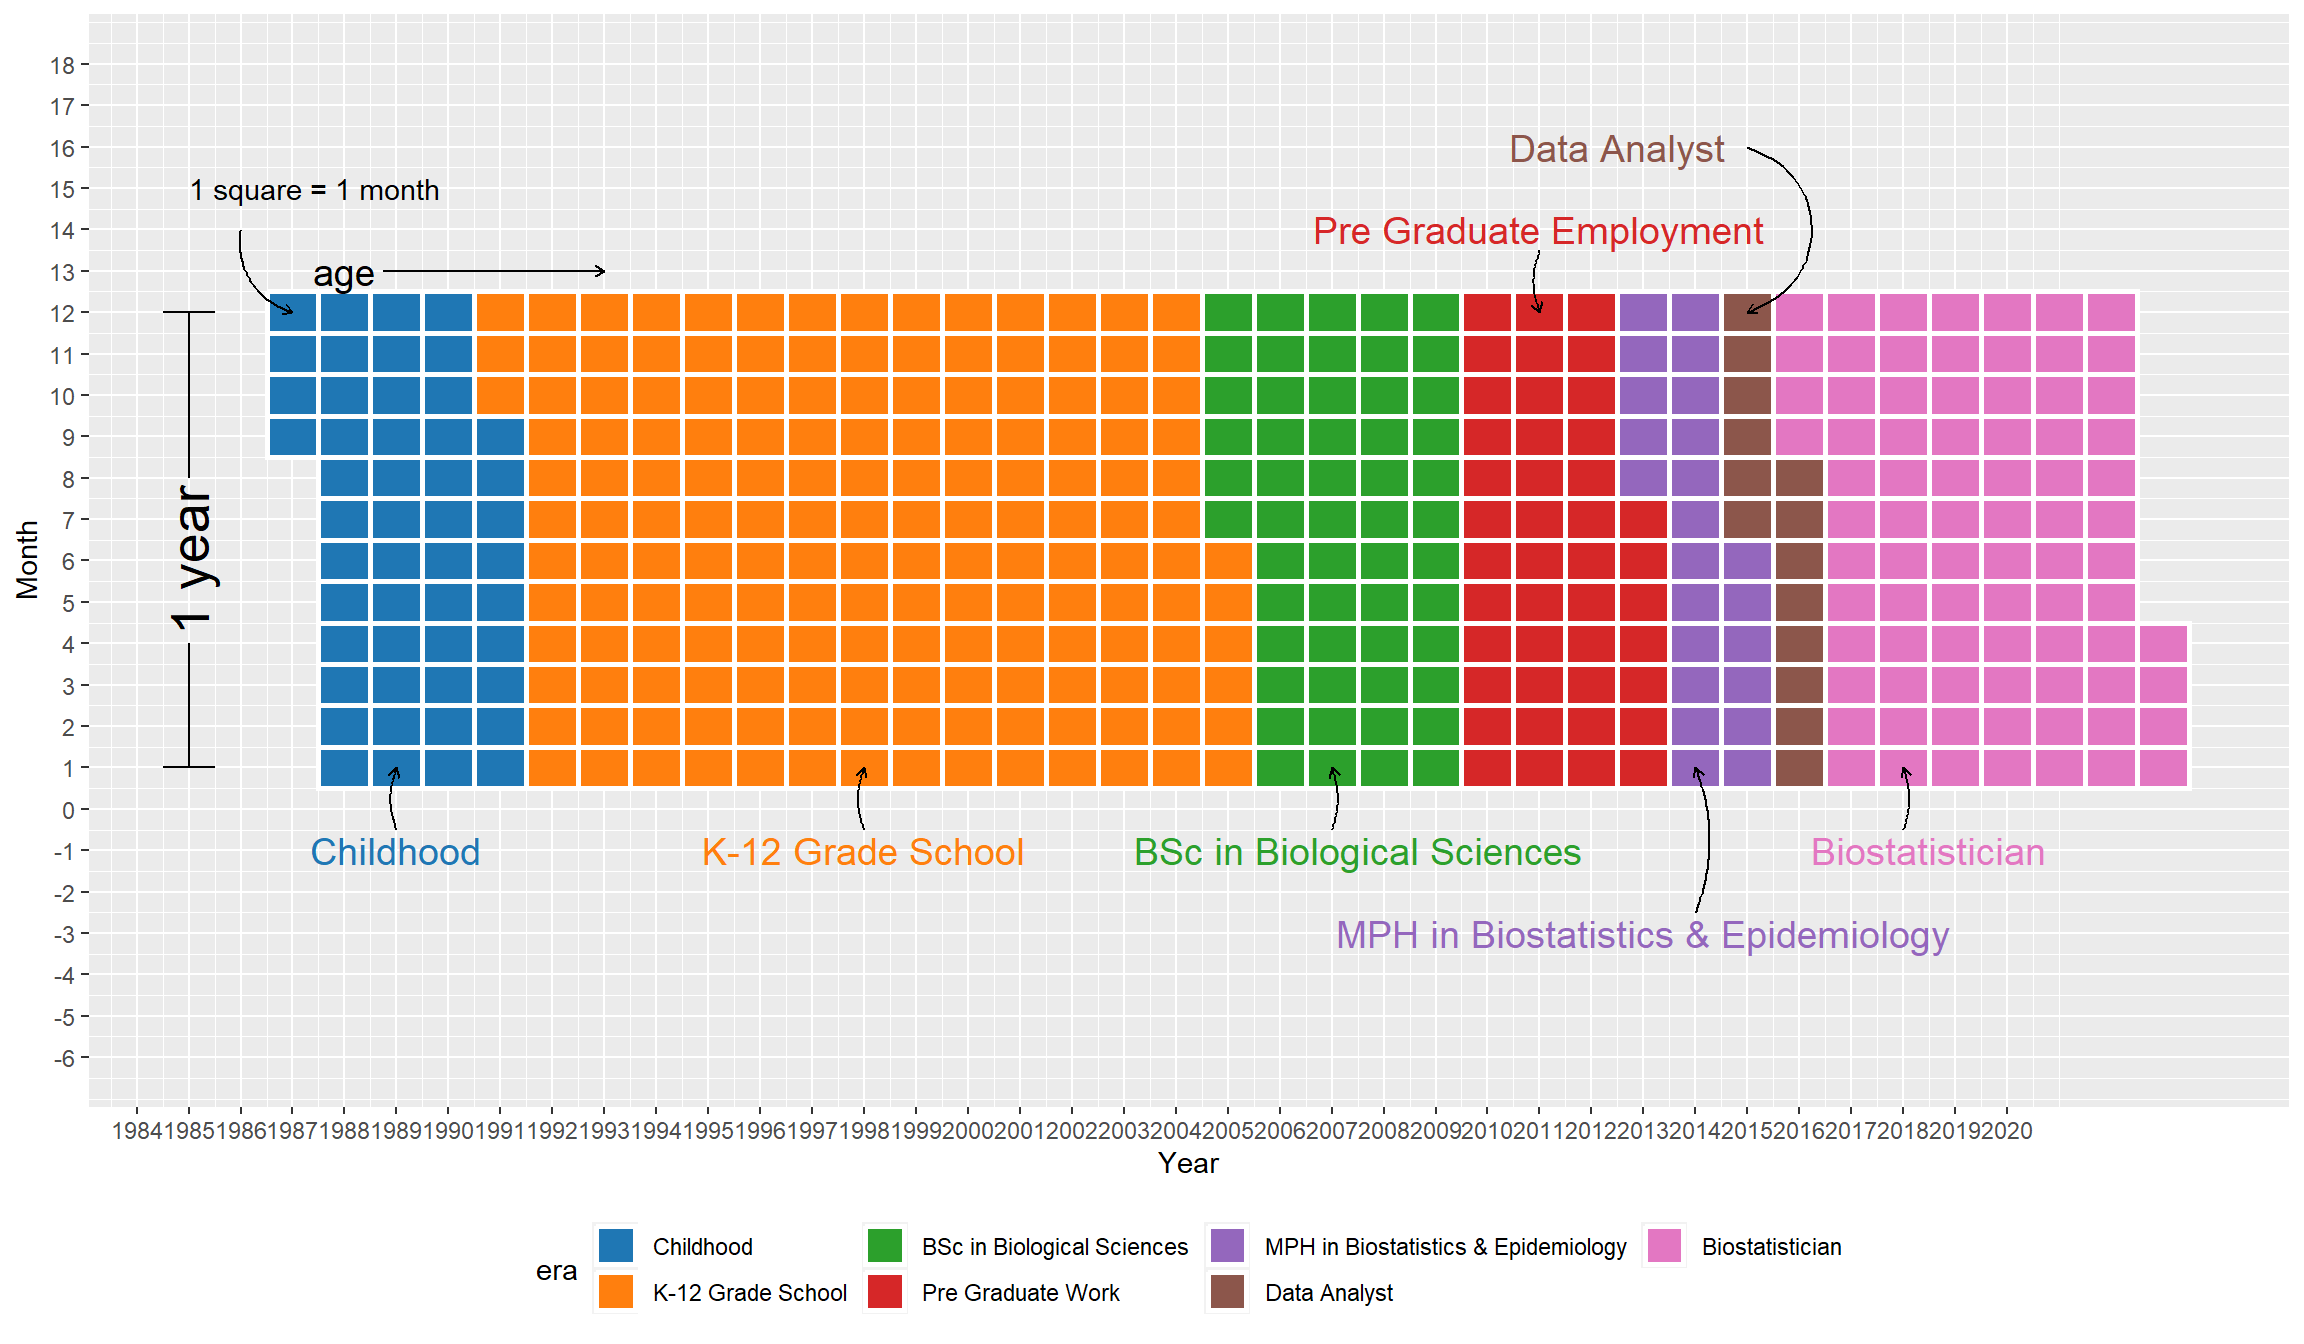 18
17
16
15
14
13
12
11
10
9
8
7
6
5
4
3
2
1
0
-1
-2
-3
-4
-5
-6
Month
Data Analyst
1 square = 1 month
Pre Graduate Employment
age
1 year
Childhood
K-12 Grade School
BSc in Biological Sciences
Biostatistician
MPH in Biostatistics & Epidemiology
1984 1985 1986 1987 1988 1989 1990 1991 1992 1993 1994 1995 1996 1997 1998 1999 2000 2001 2002 2003 2004 2005 2006 2007 2008 2009 2010 2011 2012 2013 2014 2015 2016 2017 2018 2019 2020
Year
era
Childhood
BSc in Biological Sciences
MPH in Biostatistics & Epidemiology
Biostatistician
K-12 Grade School
Pre Graduate Work
Data Analyst